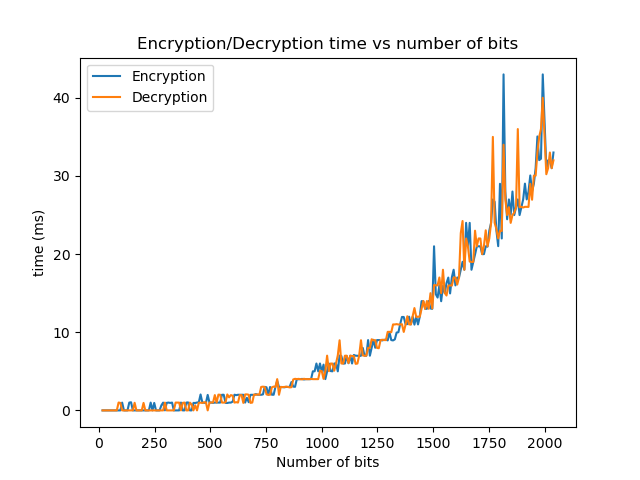 Encryption/Decryption time vs number of bits
Encryption
Decryption
40
30
20
10
0
time (ms)
0 250 500 750 1000 1250 1500 1750 2000
Number of bits